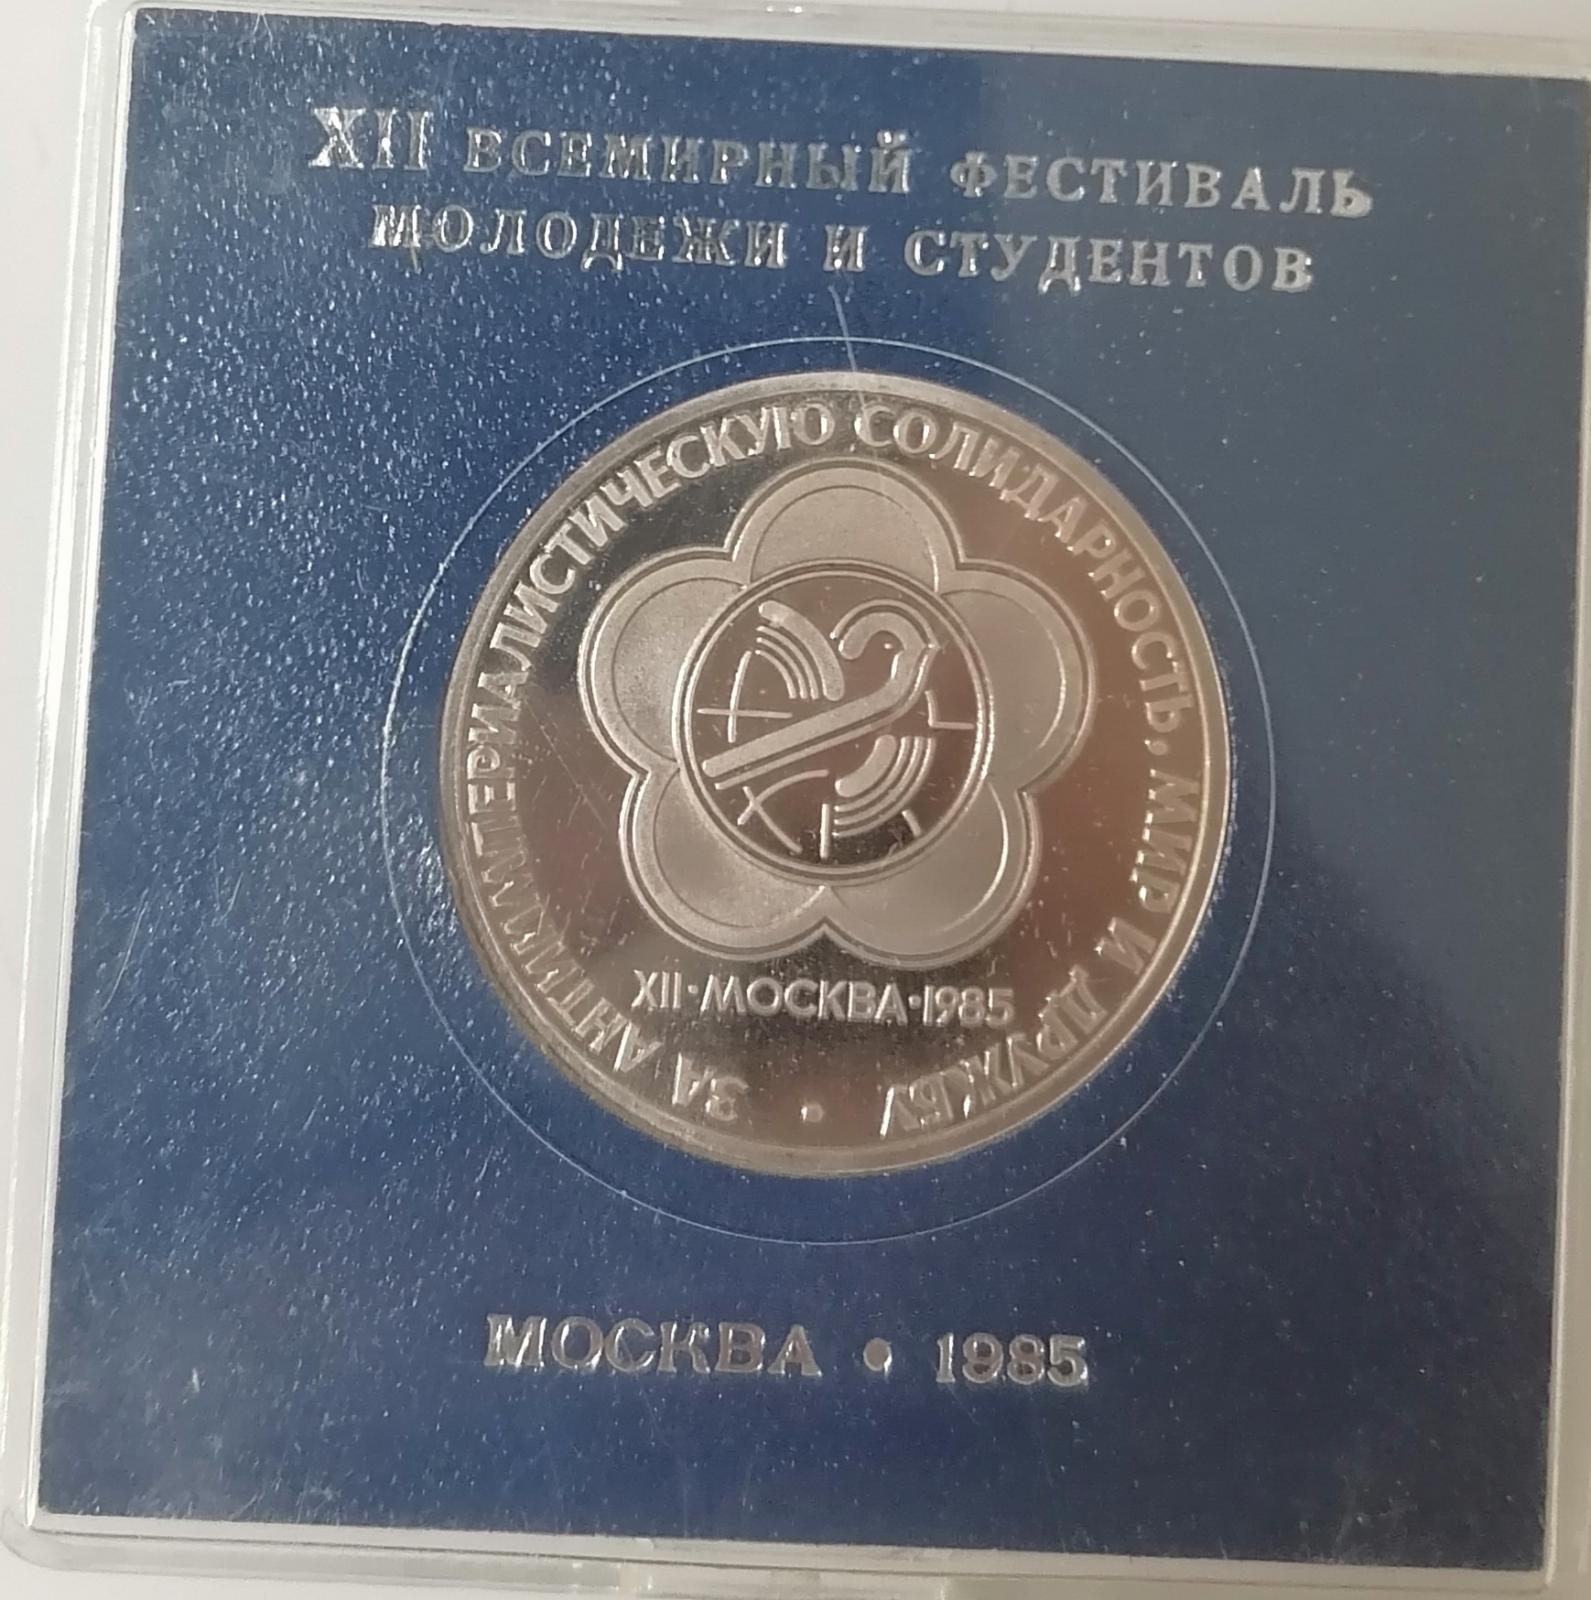 XII ВСЕМИРНЫЙ ФЕСТИВАЛЬ
МОЛОДЕЖИ И СТУДЕНТОВ
ЗА АНТИИМПЕРИАЛИСТИЧЕСКУЮ СОЛИДАРНОСТЬ, МИР И ДРУЖБУ •
XII•МОСКВА•1985
МОСКВА • 1985